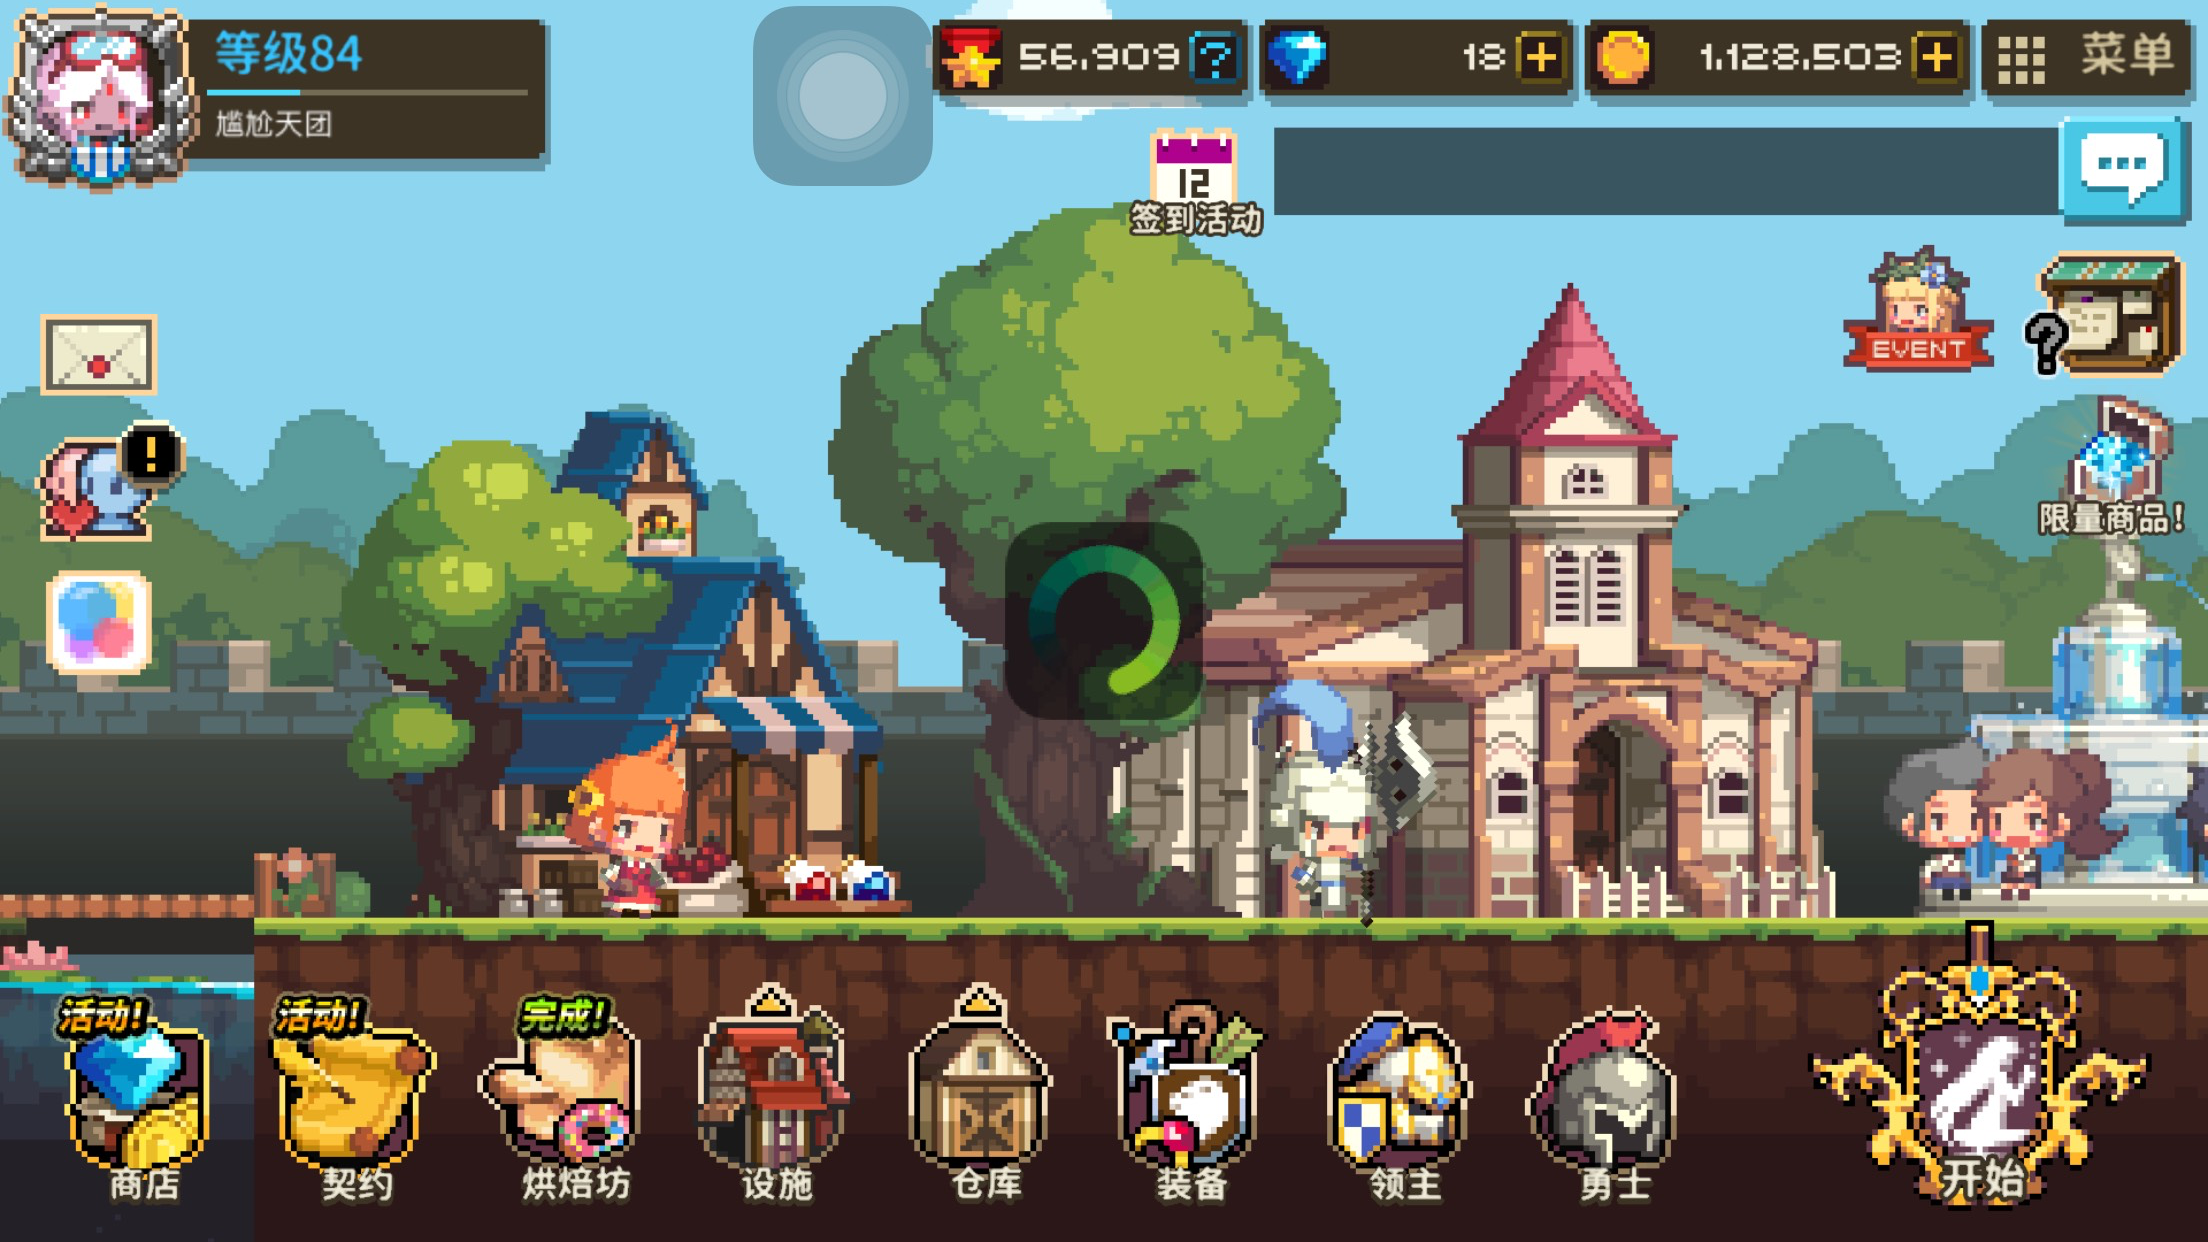 等级84
尴尬天团
56.909
?
18
+
1.128.503
+
菜单
12
签到活动
EVENT
?
!
限量商品!
活动!
活动!
完成!
商店
契约
烘焙坊
设施
仓库
装备
领主
勇士
开始